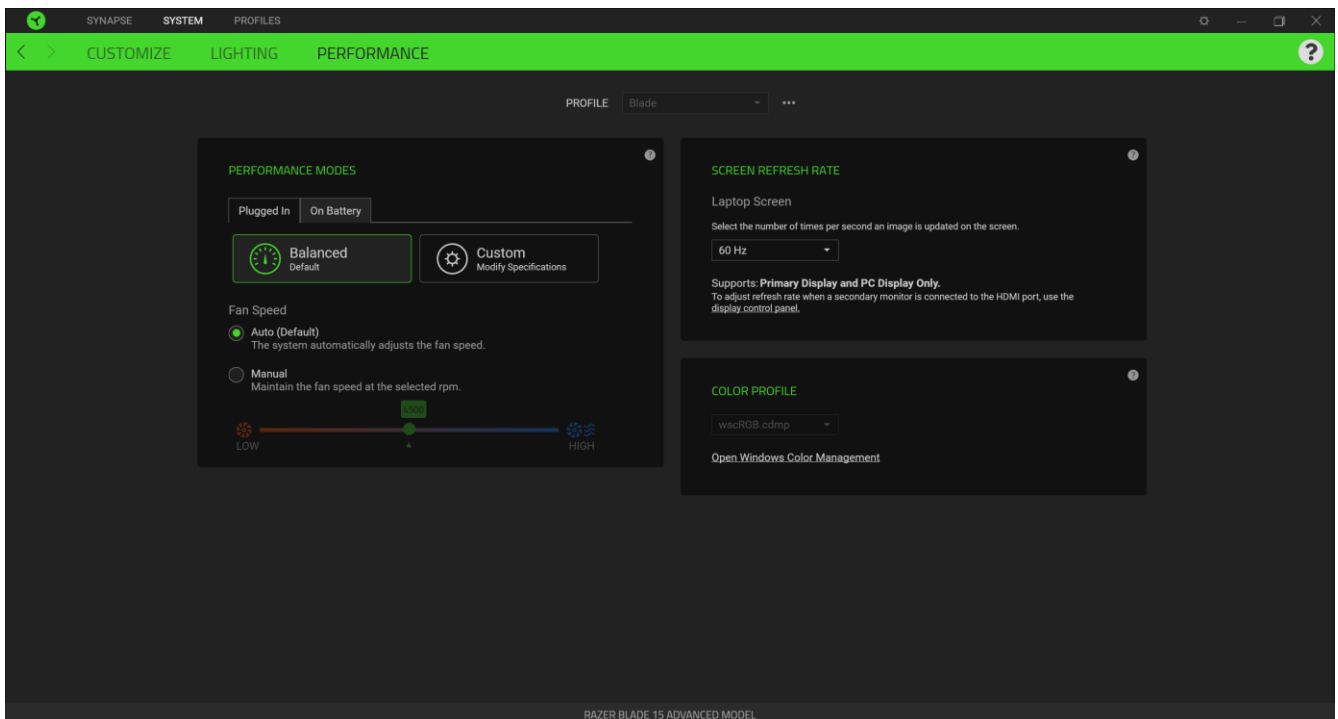 SYNAPSE SYSTEM PROFILES
CUSTOMIZE LIGHTING PERFORMANCE
?
PROFILE Blade
PERFORMANCE MODES
?
Plugged In On Battery
Balanced
Default
Custom
Modify Specifications
Fan Speed
Auto (Default)
The system automatically adjusts the fan speed.
Manual
Maintain the fan speed at the selected rpm.
4500
LOW HIGH
SCREEN REFRESH RATE
?
Laptop Screen
Select the number of times per second an image is updated on the screen.
60 Hz
Supports: Primary Display and PC Display Only.
To adjust refresh rate when a secondary monitor is connected to the HDMI port, use the
display control panel.
COLOR PROFILE
?
wscRGB.cdmp
Open Windows Color Management
RAZER BLADE 15 ADVANCED MODEL